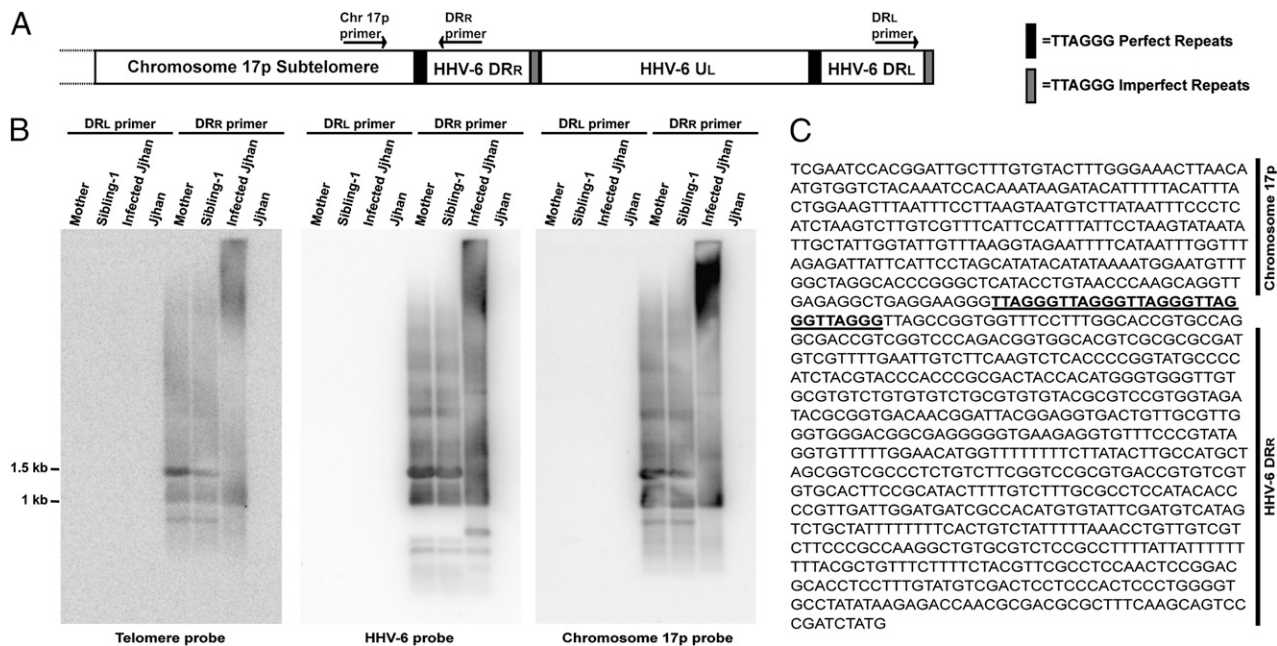 A
Chr 17p primer
DRR primer
DRL primer
Chromosome 17p Subtelomere
HHV-6 DRR
HHV-6 UL
HHV-6 DRL
=TTAGGG Perfect Repeats
=TTAGGG Imperfect Repeats
B
DRL primer
DRR primer
DRL primer
DRR primer
DRL primer
DRR primer
Mother
Sibling-1
Infected Jjhan
Jjhan
Mother
Sibling-1
Infected Jjhan
Jjhan
Mother
Sibling-1
Infected Jjhan
Jjhan
Mother
Sibling-1
Infected Jjhan
Jjhan
Mother
Sibling-1
Infected Jjhan
Jjhan
Mother
Sibling-1
Infected Jjhan
Jjhan
1.5 kb
1 kb
Telomere probe
HHV-6 probe
Chromosome 17p probe
C
TCGAATCCACGGATTGCTTTGTGTACTTTGGGAAACTTAACA
ATGTGGTCTACAAATCCACAAATAAGATACATTTTTACATTTA
CTGGAAGTTTAATTTCCTTAAGTAATGTCTTATAATTTCCCTC
ATCTAAGTCTTGTCGTTTCATTCCATTTATTCCTAAGTATAATA
TTGCTATTGGTATTGTTTAAGGTAGAATTTTCATAATTTGGTTT
AGAGATTATTCATTCCTAGCATATACATATAAAATGGAATGTTT
GGCTAGGCACCCGGGCTCATACCTGTAACCCAAGCAGGTT
GAGAGGCTGAGGAAGGGTTAGGGTTAGGGTTAGGGTTAG
GGTTAGGGTTAGCCGGTGGTTTCCTTTGGCACCGTGCCAG
GCGACCGTCGGTCCCAGACGGTGGCACGTCGCGCGCGAT
GTCGTTTTGAATTGTCTTCAAGTCTCACCCCGGTATGCCCC
ATCTACGTACCCACCCGCGACTACCACATGGGTGGGTTGT
GCGTGTCTGTGTGTCTGCGTGTGTACGCGTCCGTGGTAGA
TACGCGGTGACAACGGATTACGGAGGTGACTGTTGCGTTG
GGTGGGACGGCGAGGGGGTGAAGAGGTGTTTCCCGTATA
GGTGTTTTTGGAACATGGTTTTTTTTCTTATACTTGCCATGCT
AGCGGTCGCCCTCTGTCTTCGGTCCGCGTGACCGTGTCGT
GTGCACTTCCGCATACTTTTGTCTTTGCGCCTCCATACACC
CCGTTGATTGGATGATCGCCACATGTGTATTCGATGTCATAG
TCTGCTATTTTTTTTCACTGTCTATTTTTAAACCTGTTGTCGT
CTTCCCGCCAAGGCTGTGCGTCTCCGCCTTTTATTATTTTTT
TTTACGCTGTTTCTTTTCTACGTTCGCCTCCAACTCCGGAC
GCACCTCCTTTGTATGTCGACTCCTCCCACTCCCTGGGGT
GCCTATATAAGAGACCAACGCGACGCGCTTTCAAGCAGTCC
CGATCTATG
Chromosome 17p
HHV-6 DRR